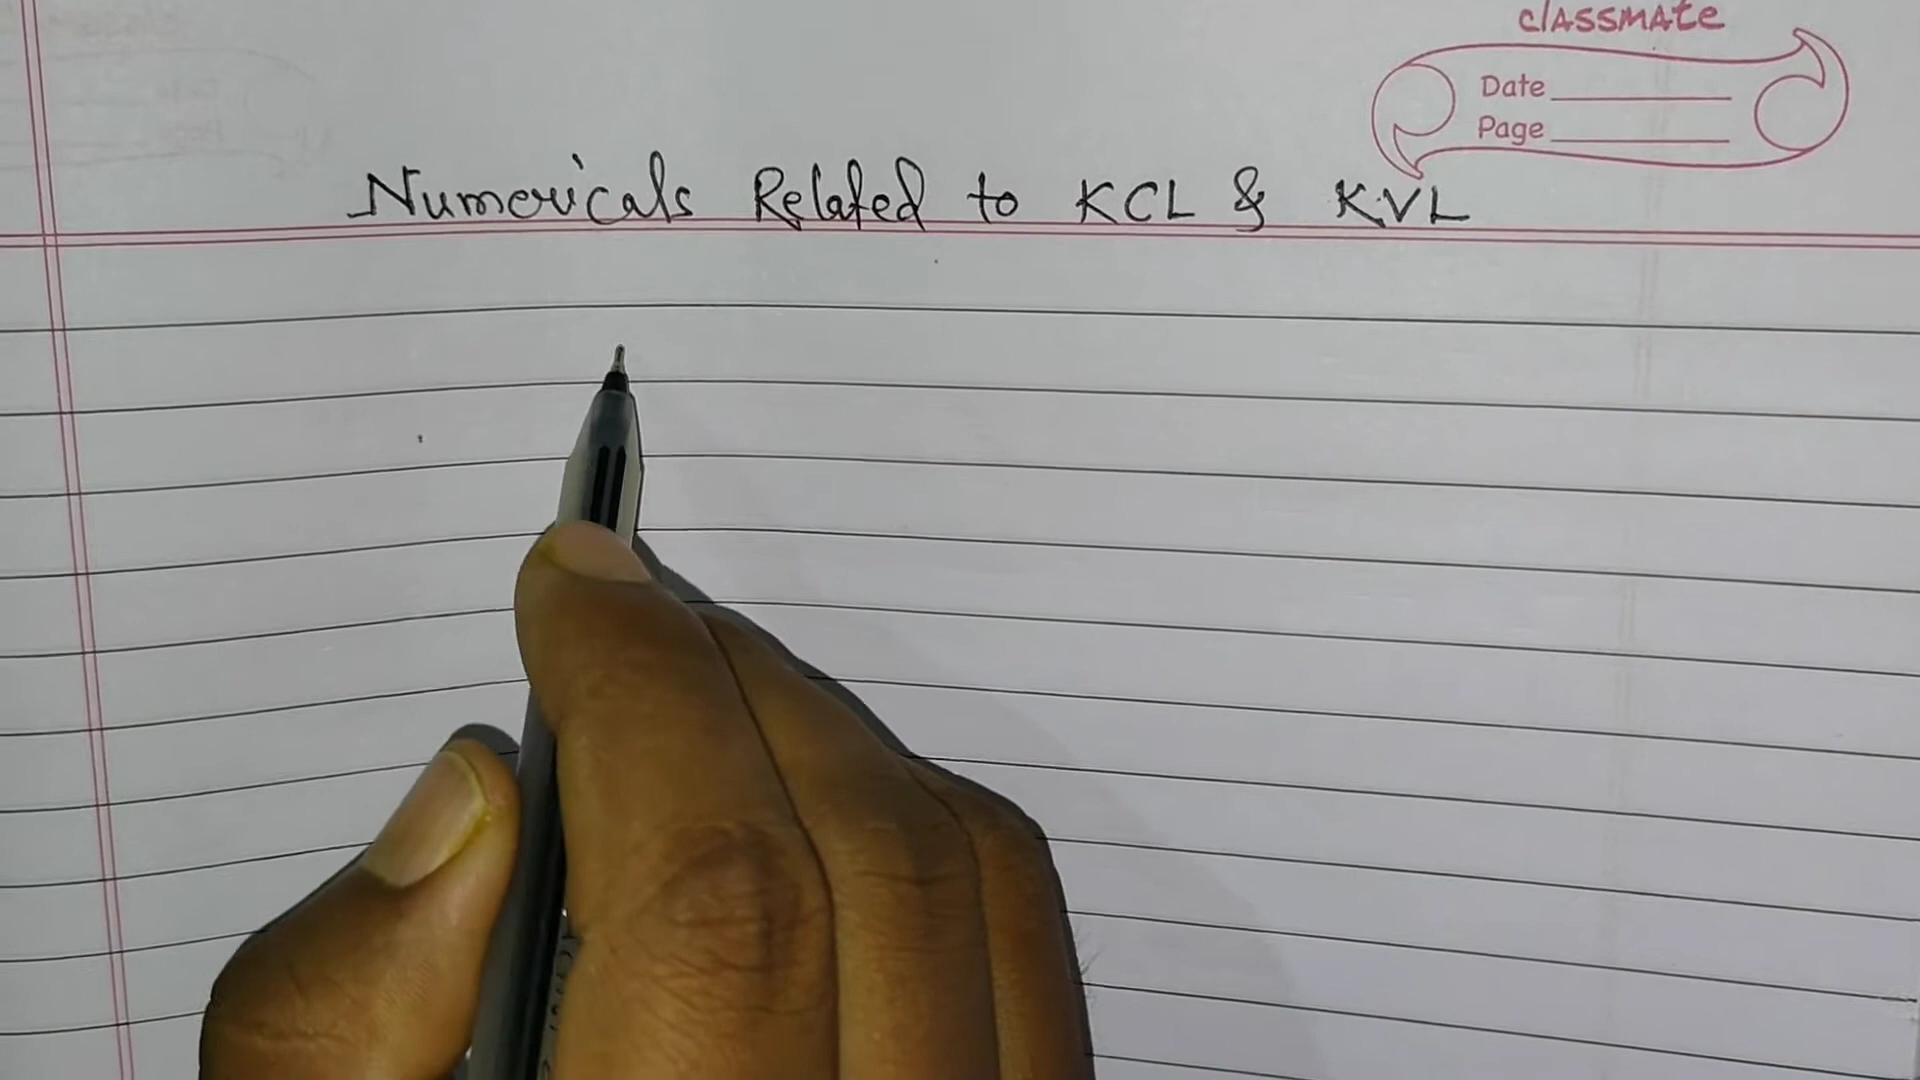 classmate
Date
Page
Numericals Related to KCL & KVL